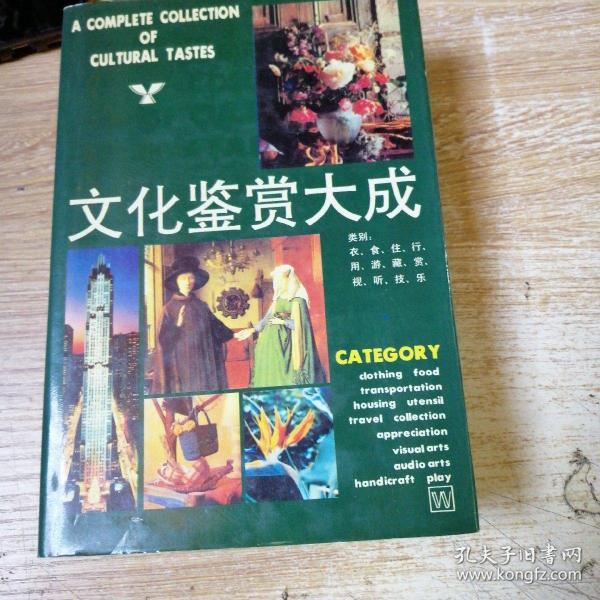 A COMPLETE COLLECTION
OF
CULTURAL TASTES
文化鉴赏大成
类别：
衣、食、住、行、
用、游、藏、赏、
视、听、技、乐
CATEGORY
clothing food
transportation
housing utensil
travel collection
appreciation
visual arts
audio arts
handicraft play
W
孔夫子旧书网
www.kongfz.com